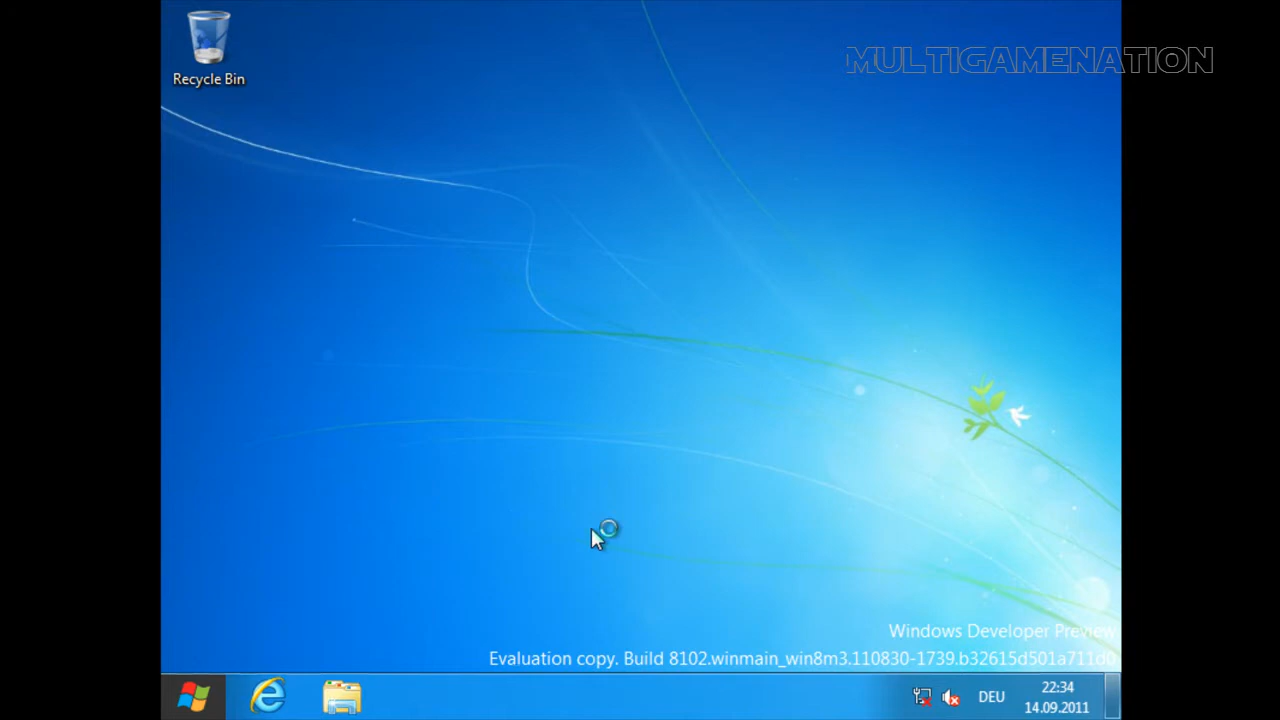 MULTIGAMENATION
Recycle Bin
Windows Developer Preview
Evaluation copy. Build 8102.winmain_win8m3.110830-1739.b32615d501a711d0
DEU
22:34
14.09.2011